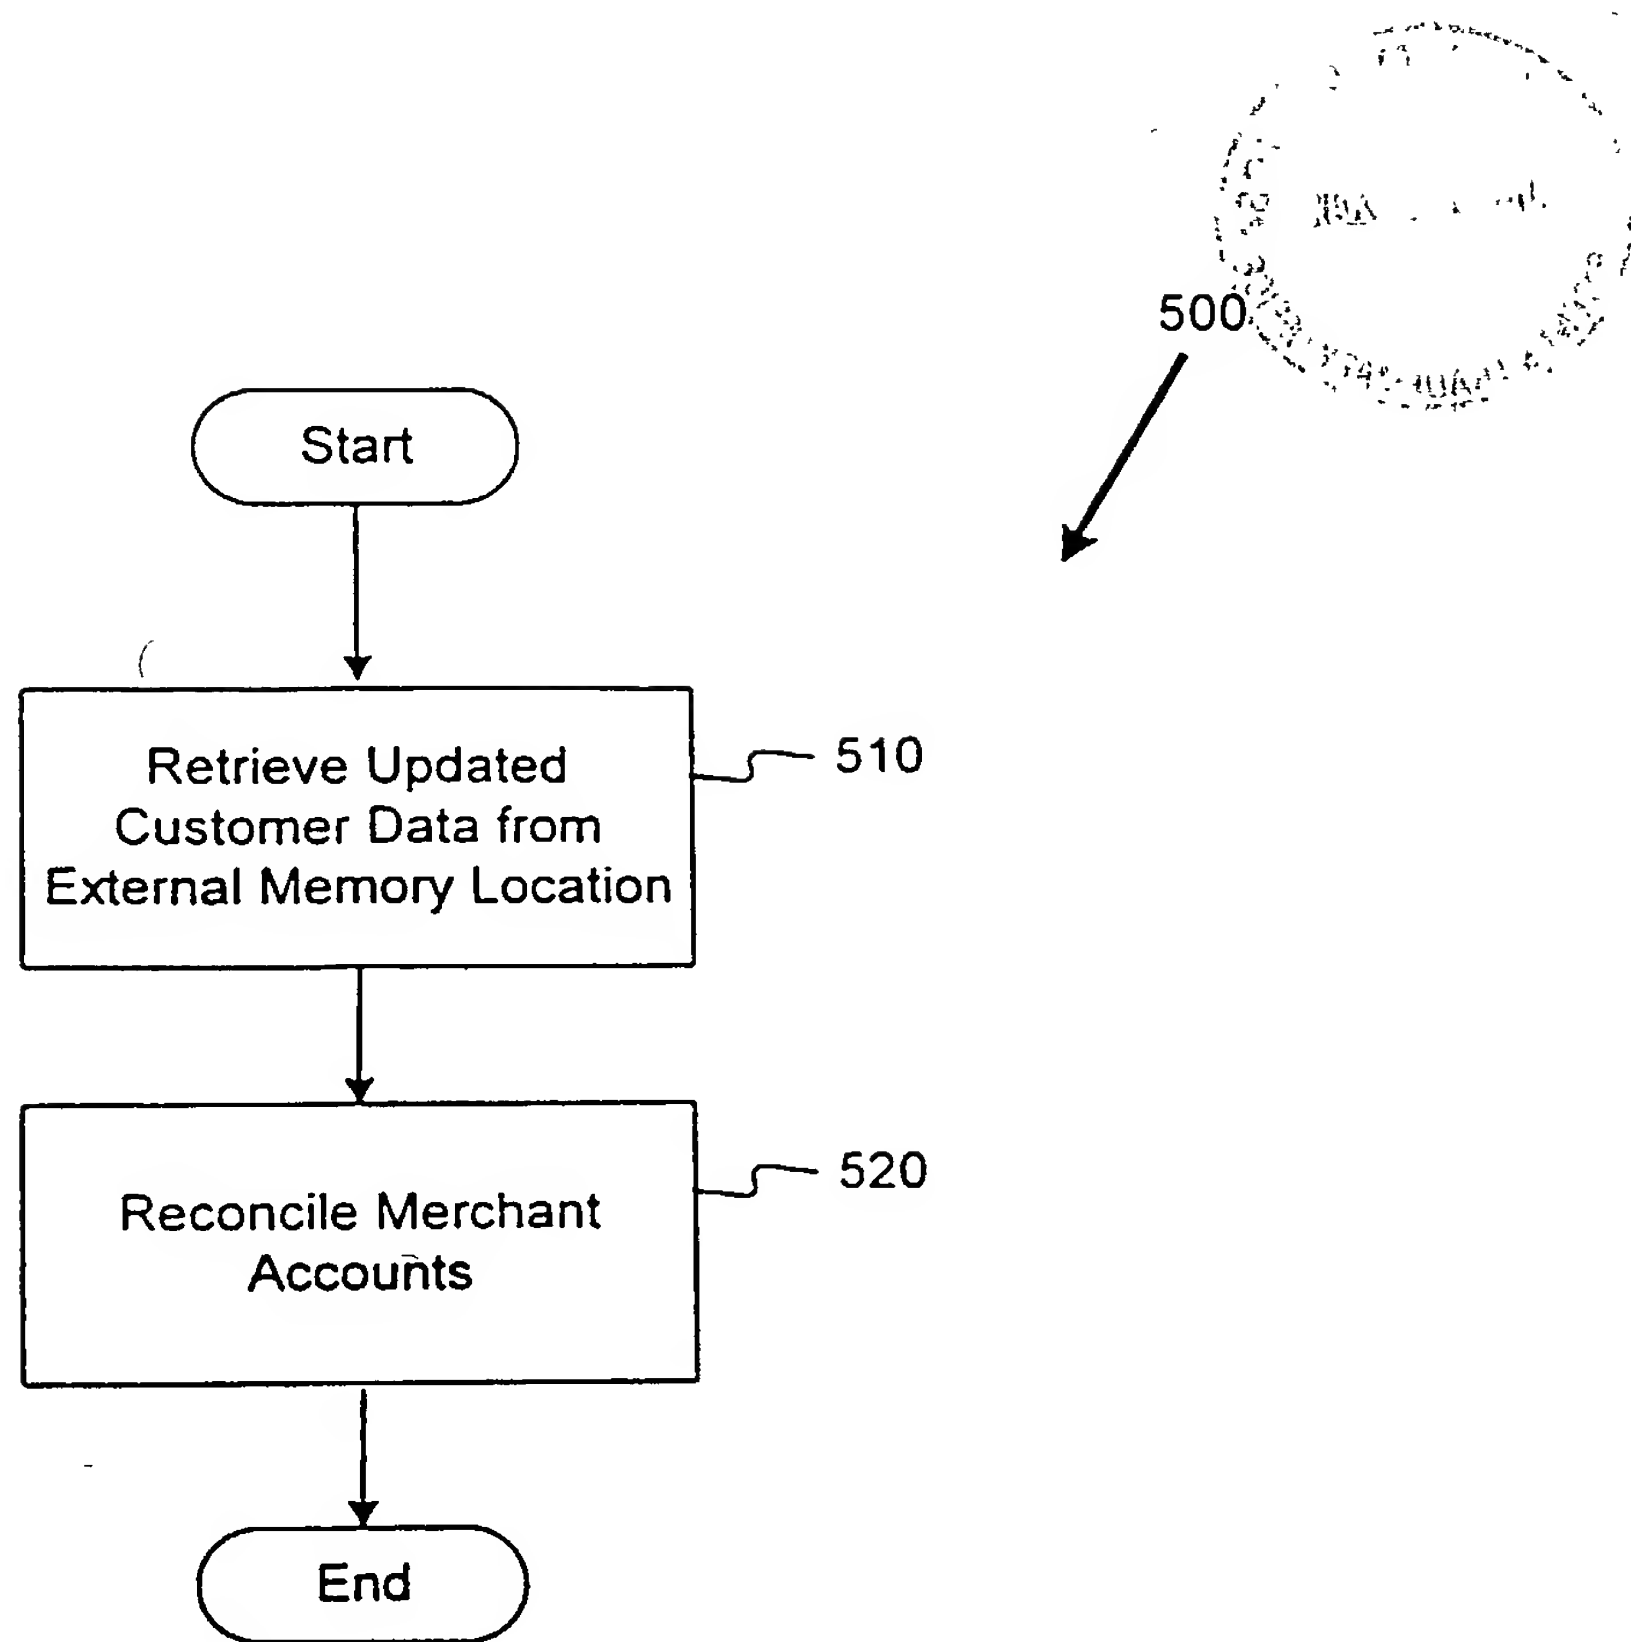 500
Start
Retrieve Updated
Customer Data from
External Memory Location
510
Reconcile Merchant
Accounts
520
End